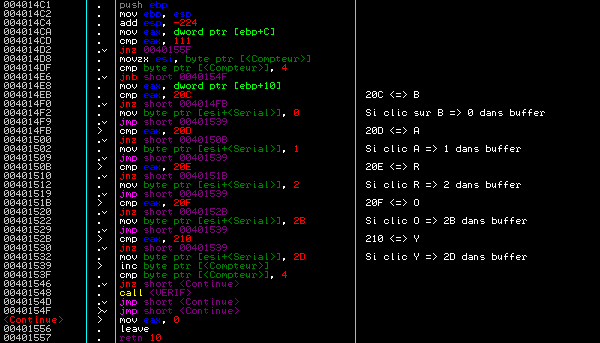 004014C1 . push ebp
004014C2 . mov ebp, esp
004014C4 . add esp, -224
004014CA . mov eax, dword ptr [ebp+C]
004014CD . cmp eax, 111
004014D2 .v jnz 0040155F
004014D8 . movzx esi, byte ptr [<Compteur>]
004014DF . cmp byte ptr [<Compteur>], 4
004014E6 .v jnb short 0040154F
004014E8 . mov eax, dword ptr [ebp+10]
004014EB . cmp eax, 20C 20C <=> B
004014F0 .v jnz short 004014FB
004014F2 . mov byte ptr [esi+<Serial>], 0 Si clic sur B => 0 dans buffer
004014F9 .v jmp short 00401539
004014FB > cmp eax, 20D 20D <=> A
00401500 .v jnz short 0040150B
00401502 . mov byte ptr [esi+<Serial>], 1 Si clic A => 1 dans buffer
00401509 .v jmp short 00401539
0040150B > cmp eax, 20E 20E <=> R
00401510 .v jnz short 0040151B
00401512 . mov byte ptr [esi+<Serial>], 2 Si clic R => 2 dans buffer
00401519 .v jmp short 00401539
0040151B > cmp eax, 20F 20F <=> O
00401520 .v jnz short 0040152B
00401522 . mov byte ptr [esi+<Serial>], 2B Si clic O => 2B dans buffer
00401529 .v jmp short 00401539
0040152B > cmp eax, 210 210 <=> Y
00401530 .v jnz short 00401539
00401532 . mov byte ptr [esi+<Serial>], 2D Si clic Y => 2D dans buffer
00401539 > inc byte ptr [<Compteur>]
0040153F . cmp byte ptr [<Compteur>], 4
00401546 .v jnz short <Continue>
00401548 . call <VERIF>
0040154D .v jmp short <Continue>
0040154F >v jmp short <Continue>
<Continue> > mov eax, 0
00401556 . leave
00401557 . retn 10